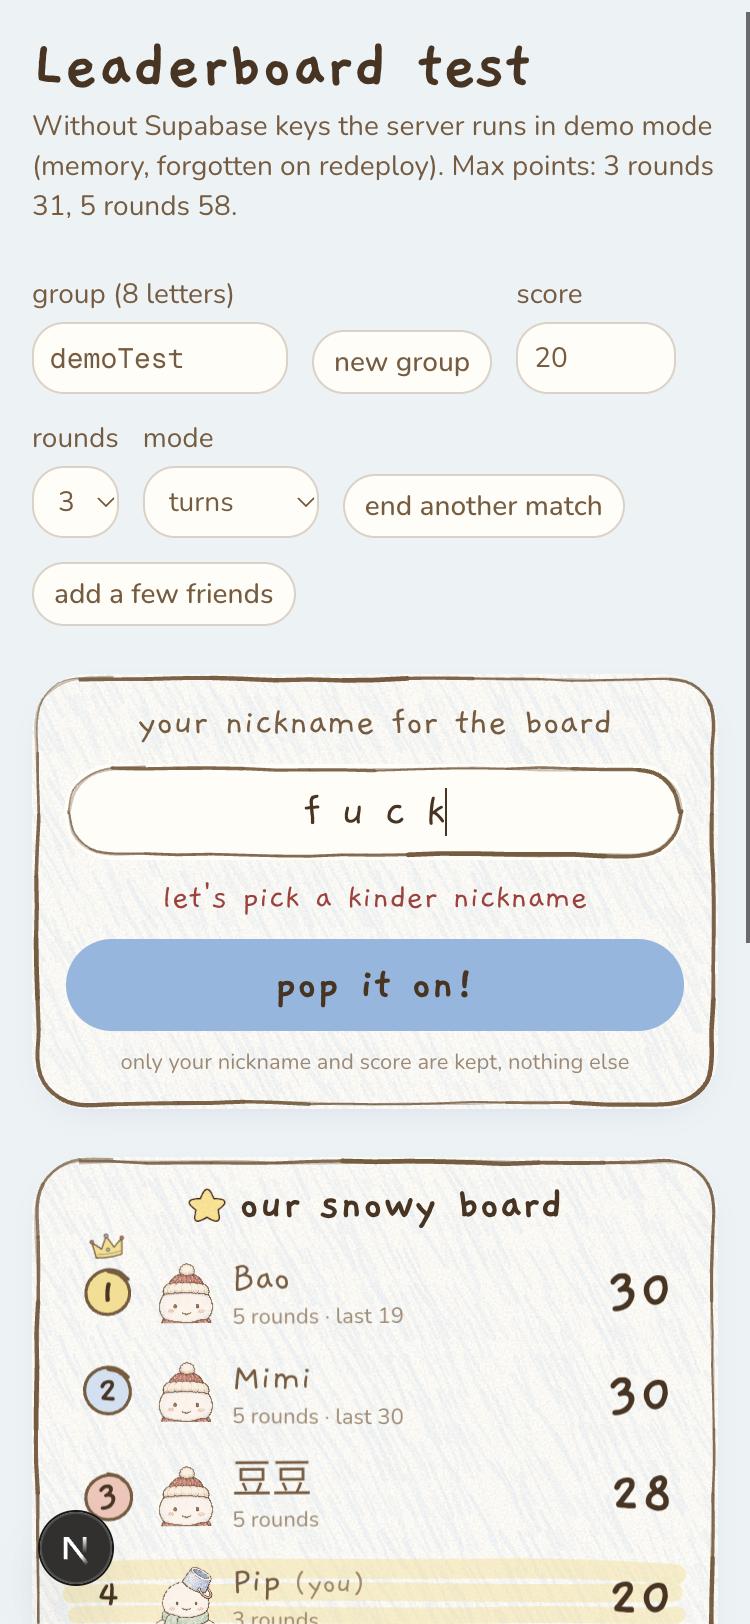 Leaderboard test
Without Supabase keys the server runs in demo mode
(memory, forgotten on redeploy). Max points: 3 rounds
31, 5 rounds 58.
group (8 letters)
score
demoTest
new group
20
rounds
mode
3
turns
end another match
add a few friends
your nickname for the board
f u c k
let's pick a kinder nickname
pop it on!
only your nickname and score are kept, nothing else
our snowy board
1
Bao
30
5 rounds · last 19
2
Mimi
30
5 rounds · last 30
3
豆豆
28
5 rounds
N
4
Pip (you)
20
3 rounds